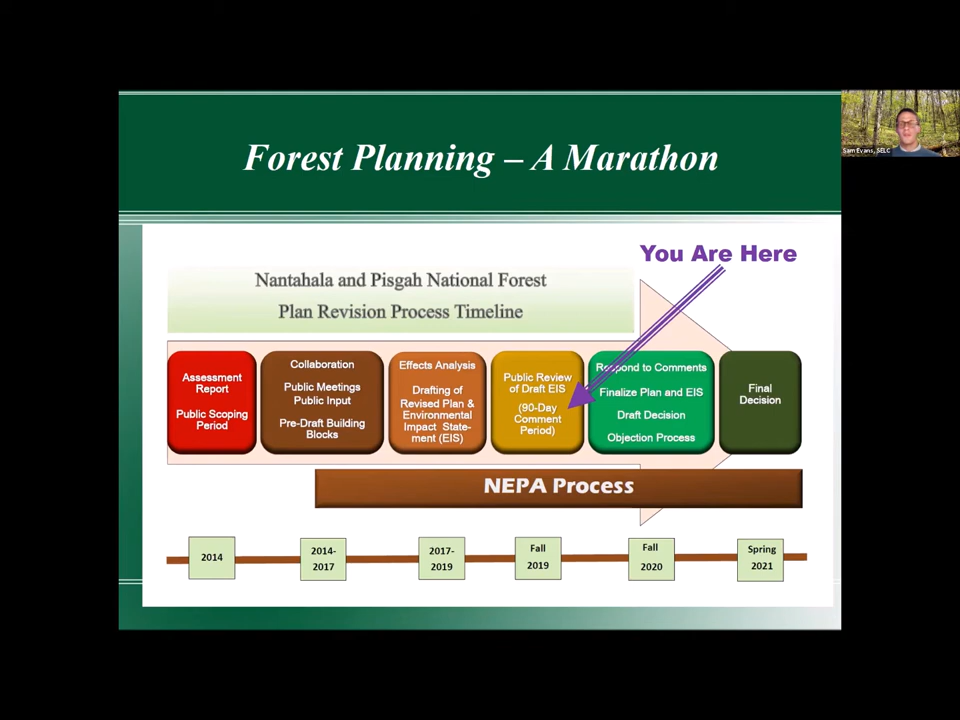 Forest Planning – A Marathon
Sam Evans, SELC
You Are Here
Nantahala and Pisgah National Forest
Plan Revision Process Timeline
Assessment
Report
Public Scoping
Period
Collaboration
Public Meetings
Public Input
Pre-Draft Building
Blocks
Effects Analysis
Drafting of
Revised Plan &
Environmental
Impact State-
ment (EIS)
Public Review
of Draft EIS
(90-Day
Comment
Period)
Respond to Comments
Finalize Plan and EIS
Draft Decision
Objection Process
Final
Decision
NEPA Process
2014
2014-
2017
2017-
2019
Fall
2019
Fall
2020
Spring
2021